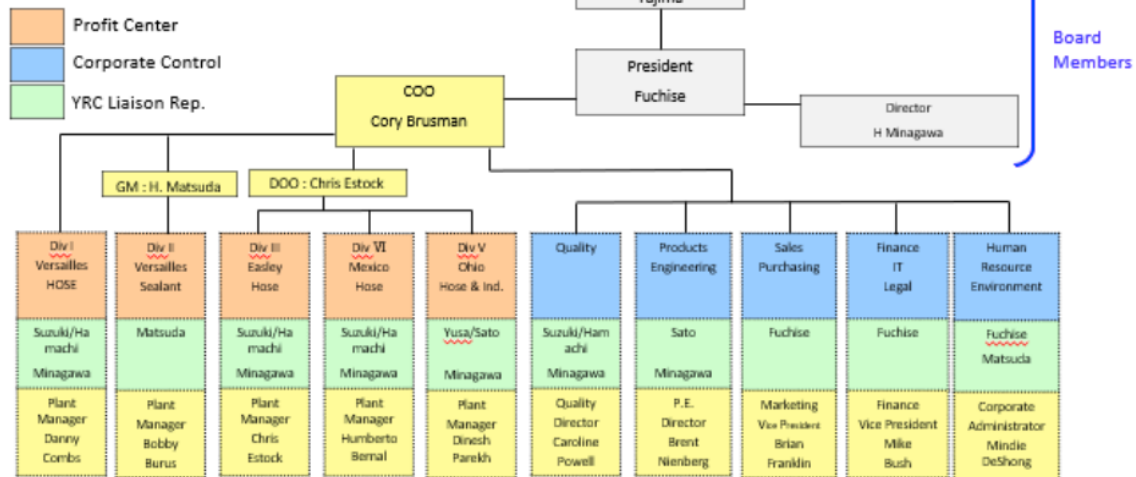 Tajima
Profit Center
Corporate Control
YRC Liaison Rep.
President
Fuchise
Board
Members
COO
Cory Brusman
Director
H Minagawa
GM : H. Matsuda
DOO : Chris Estock
Div I
Versailles
HOSE
Div II
Versailles
Sealant
Div III
Easley
Hose
Div VI
Mexico
Hose
Div V
Ohio
Hose & Ind.
Quality
Products
Engineering
Sales
Purchasing
Finance
IT
Legal
Human
Resource
Environment
Suzuki/Ha
machi
Minagawa
Matsuda
Suzuki/Ha
machi
Minagawa
Suzuki/Ha
machi
Minagawa
Yusa/Sato
Minagawa
Suzuki/Ham
achi
Minagawa
Sato
Minagawa
Fuchise
Fuchise
Fuchise
Matsuda
Plant
Manager
Danny
Combs
Plant
Manager
Bobby
Burus
Plant
Manager
Chris
Estock
Plant
Manager
Humberto
Bernal
Plant
Manager
Dinesh
Parekh
Quality
Director
Caroline
Powell
P.E.
Director
Brent
Nienberg
Marketing
Vice President
Brian
Franklin
Finance
Vice President
Mike
Bush
Corporate
Administrator
Mindie
DeShong